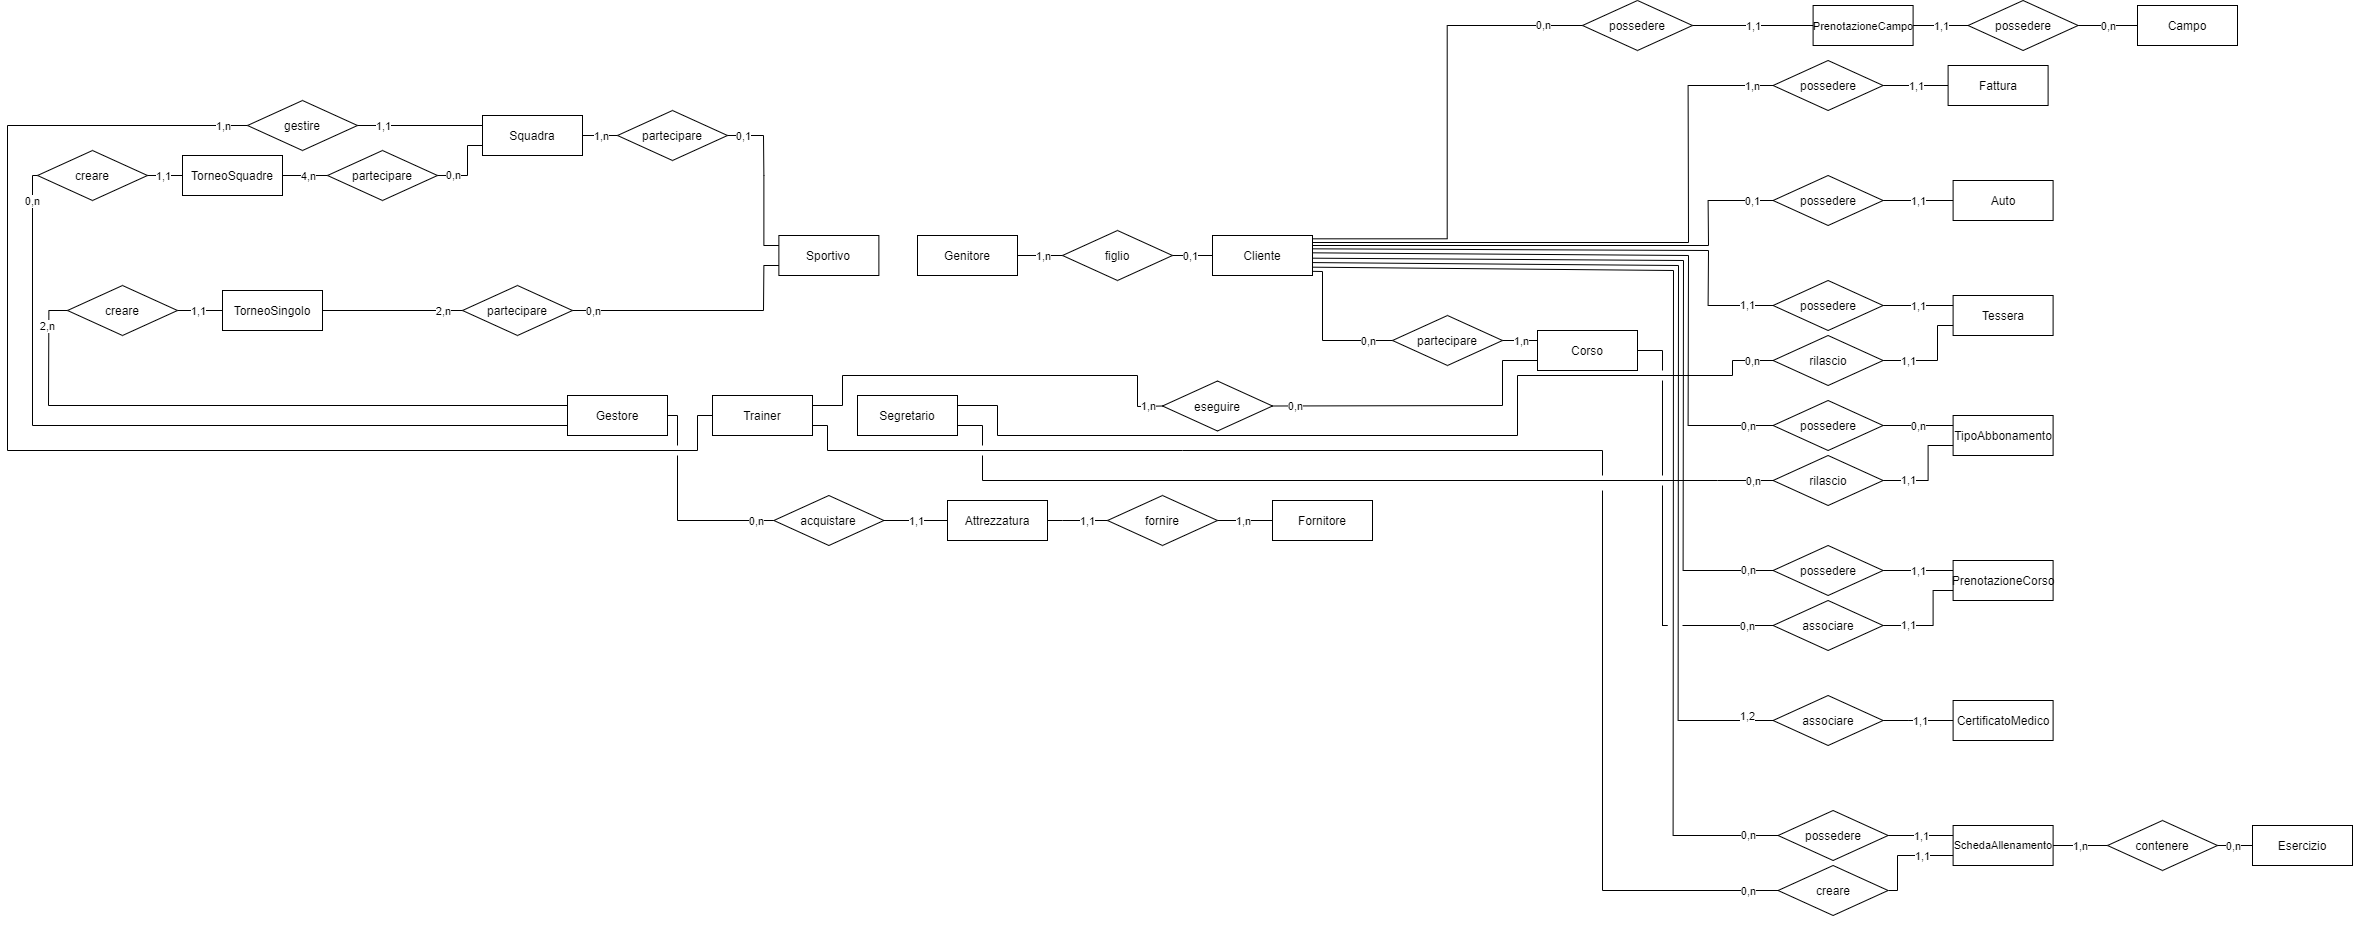 0,n possedere 1,1 PrenotazioneCampo 1,1 possedere 0,n Campo
1,n possedere 1,1 Fattura
1,n gestire 1,1 Squadra 1,n partecipare 0,1
creare 1,1 TorneoSquadre 4,n partecipare 0,n
0,n
0,1 possedere 1,1 Auto
Sportivo Genitore 1,n figlio 0,1 Cliente
creare 1,1 TorneoSingolo 2,n partecipare 0,n
2,n
1,1 possedere 1,1 Tessera
0,n partecipare 1,n Corso
0,n rilascio 1,1
Gestore Trainer Segretario 1,n eseguire 0,n
0,n possedere 0,n TipoAbbonamento
0,n rilascio 1,1
0,n acquistare 1,1 Attrezzatura 1,1 fornire 1,n Fornitore
0,n possedere 1,1 PrenotazioneCorso
0,n associare 1,1
1,2 associare 1,1 CertificatoMedico
0,n possedere 1,1 SchedaAllenamento 1,n contenere 0,n Esercizio
1,1
0,n creare